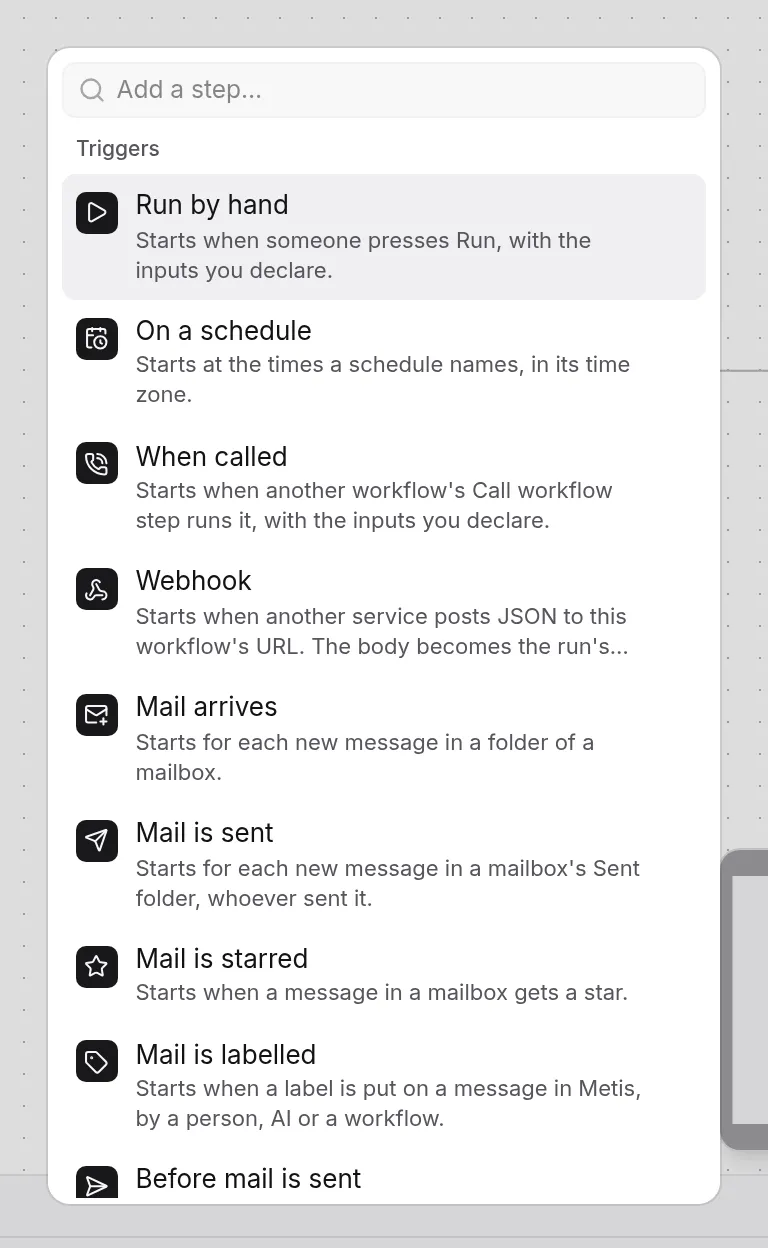 Add a step...
Triggers
Run by hand
Starts when someone presses Run, with the
inputs you declare.
On a schedule
Starts at the times a schedule names, in its time
zone.
When called
Starts when another workflow's Call workflow
step runs it, with the inputs you declare.
Webhook
Starts when another service posts JSON to this
workflow's URL. The body becomes the run's...
Mail arrives
Starts for each new message in a folder of a
mailbox.
Mail is sent
Starts for each new message in a mailbox's Sent
folder, whoever sent it.
Mail is starred
Starts when a message in a mailbox gets a star.
Mail is labelled
Starts when a label is put on a message in Metis,
by a person, AI or a workflow.
Before mail is sent